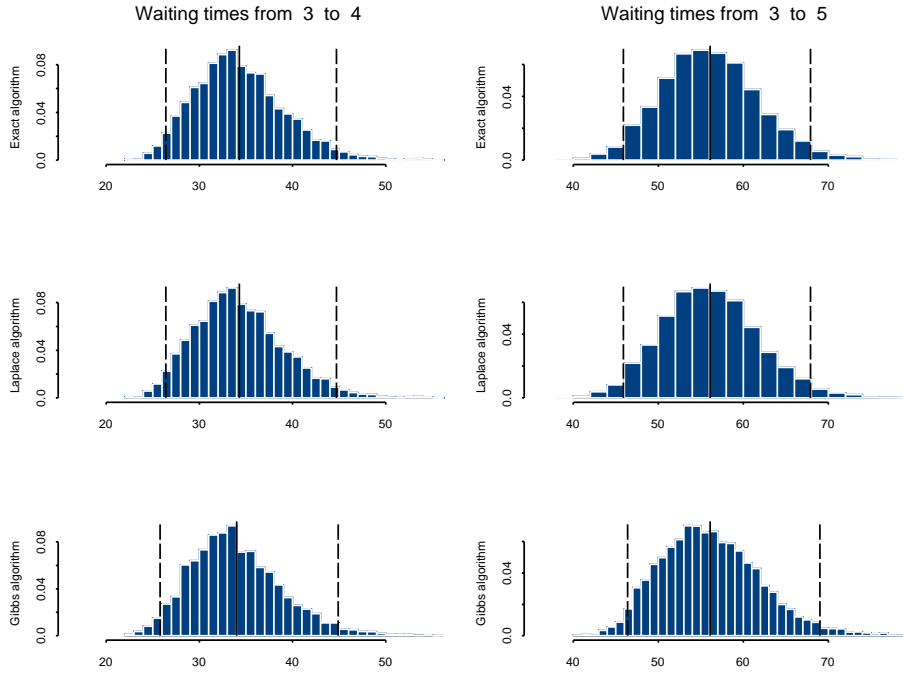 Waiting times from 3 to 4
Waiting times from 3 to 5
Exact algorithm
0.0 0.04 0.08
20 30 40 50
Exact algorithm
0.0 0.04
40 50 60 70
Laplace algorithm
0.0 0.04 0.08
20 30 40 50
Laplace algorithm
0.0 0.04
40 50 60 70
Gibbs algorithm
0.0 0.04 0.08
20 30 40 50
Gibbs algorithm
0.0 0.04
40 50 60 70